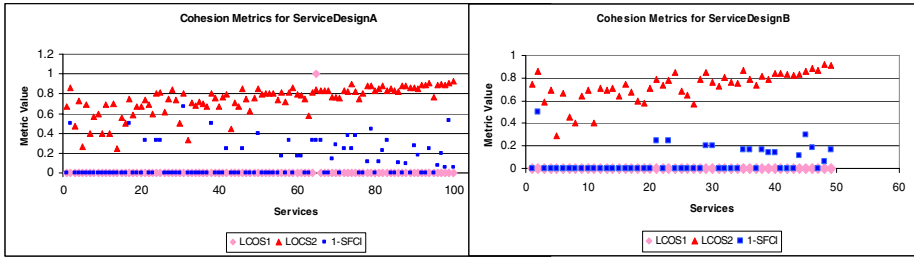 Cohesion Metrics for ServiceDesignA
Metric Value
1.2
1
0.8
0.6
0.4
0.2
0
0 20 40 60 80 100
Services
LCOS1 LOCS2 1-SFCI
Cohesion Metrics for ServiceDesignB
Metric Value
1
0.8
0.6
0.4
0.2
0
0 10 20 30 40 50 60
Services
LCOS1 LCOS2 1-SFCI